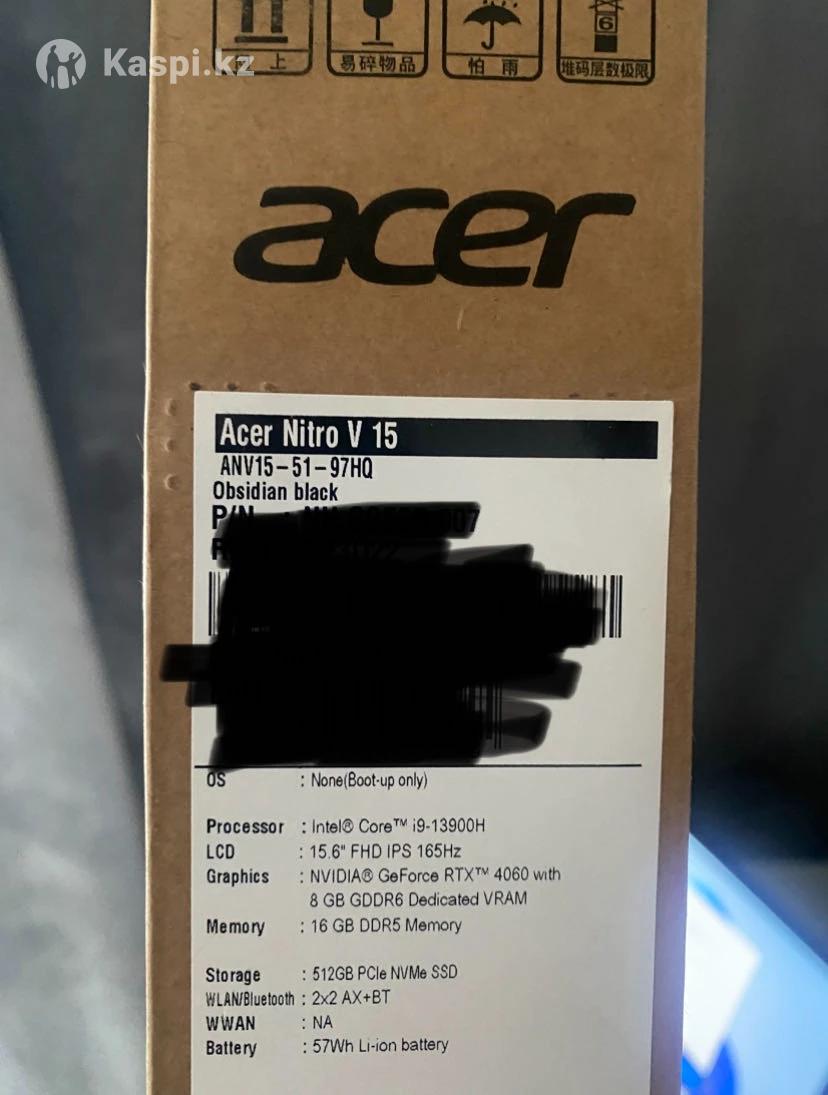 6
Kaspi.kz
上
易碎物品
怕 雨
堆码层数极限
acer
Acer Nitro V 15
ANV15-51-97HQ
Obsidian black
P/N :
OS : None(Boot-up only)
Processor : Intel® Core™ i9-13900H
LCD : 15.6" FHD IPS 165Hz
Graphics : NVIDIA® GeForce RTX™ 4060 with
8 GB GDDR6 Dedicated VRAM
Memory : 16 GB DDR5 Memory
Storage : 512GB PCIe NVMe SSD
WLAN/Bluetooth : 2x2 AX+BT
WWAN : NA
Battery : 57Wh Li-ion battery